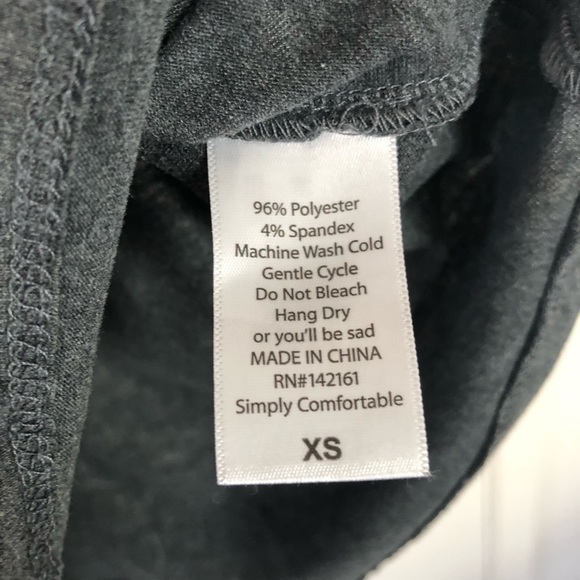 96% Polyester
4% Spandex
Machine Wash Cold
Gentle Cycle
Do Not Bleach
Hang Dry
or you'll be sad
MADE IN CHINA
RN#142161
Simply Comfortable
XS